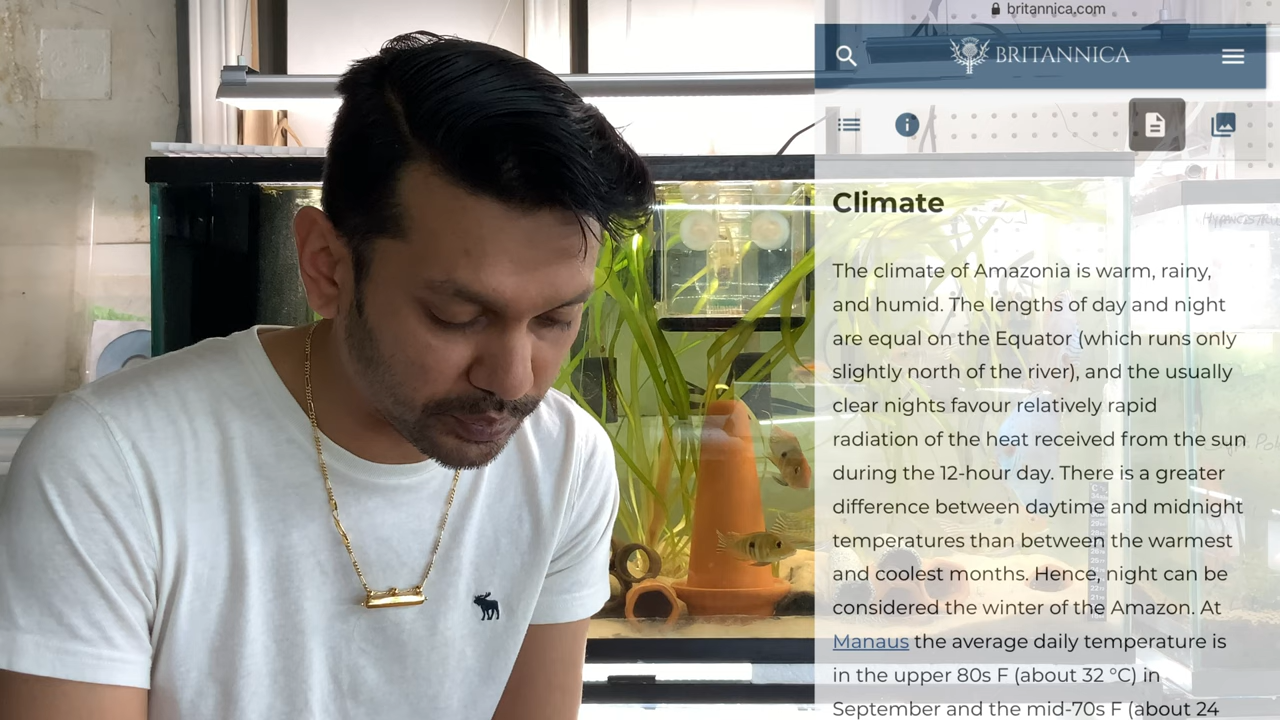 britannica.com
BRITANNICA
Climate
The climate of Amazonia is warm, rainy,
and humid. The lengths of day and night
are equal on the Equator (which runs only
slightly north of the river), and the usually
clear nights favour relatively rapid
radiation of the heat received from the sun
during the 12-hour day. There is a greater
difference between daytime and midnight
temperatures than between the warmest
and coolest months. Hence, night can be
considered the winter of the Amazon. At
Manaus the average daily temperature is
in the upper 80s F (about 32 °C) in
September and the mid-70s F (about 24